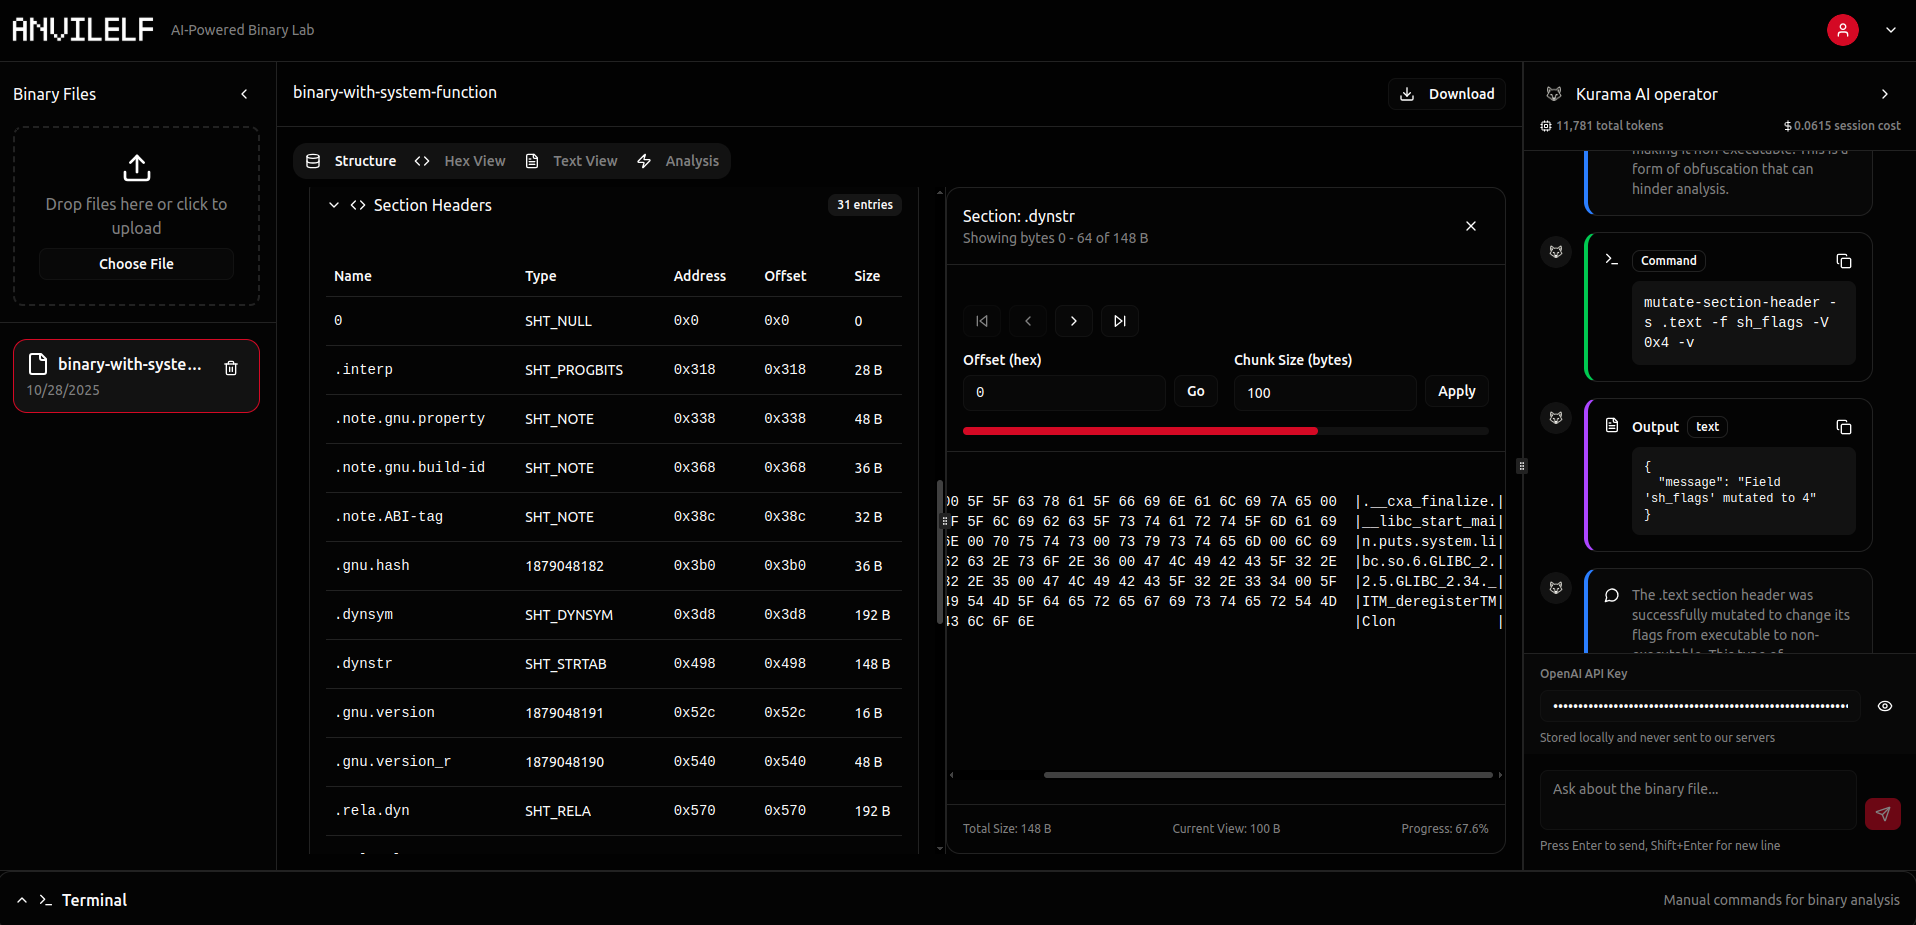 ANVILELF
AI-Powered Binary Lab
Binary Files
Drop files here or click to
upload
Choose File
binary-with-syste...
10/28/2025
binary-with-system-function
Download
Structure
Hex View
Text View
Analysis
Section Headers
31 entries
Name Type Address Offset Size
0 SHT_NULL 0x0 0x0 0
.interp SHT_PROGBITS 0x318 0x318 28 B
.note.gnu.property SHT_NOTE 0x338 0x338 48 B
.note.gnu.build-id SHT_NOTE 0x368 0x368 36 B
.note.ABI-tag SHT_NOTE 0x38c 0x38c 32 B
.gnu.hash 1879048182 0x3b0 0x3b0 36 B
.dynsym SHT_DYNSYM 0x3d8 0x3d8 192 B
.dynstr SHT_STRTAB 0x498 0x498 148 B
.gnu.version 1879048191 0x52c 0x52c 16 B
.gnu.version_r 1879048190 0x540 0x540 48 B
.rela.dyn SHT_RELA 0x570 0x570 192 B
Section: .dynstr
Showing bytes 0 - 64 of 148 B
Offset (hex)
Chunk Size (bytes)
0
Go
100
Apply
5F 5F 63 78 61 5F 66 69 6E 61 6C 69 7A 65 00 |.__cxa_finalize.|
5F 6C 69 62 63 5F 73 74 61 72 74 5F 6D 61 69 |__libc_start_mai|
00 70 75 74 73 00 73 79 73 74 65 6D 00 6C 69 |n.puts.system.li|
63 2E 73 6F 2E 36 00 47 4C 49 42 43 5F 32 2E |bc.so.6.GLIBC_2.|
2E 35 00 47 4C 49 42 43 5F 32 2E 33 34 00 5F |2.5.GLIBC_2.34._|
54 4D 5F 64 65 72 65 67 69 73 74 65 72 54 4D |ITM_deregisterTM|
6C 6F 6E |Clon |
Total Size: 148 B
Current View: 100 B
Progress: 67.6%
Kurama AI operator
11,781 total tokens
$0.0615 session cost
making it non-executable. This is a
form of obfuscation that can
hinder analysis.
Command
mutate-section-header -
s .text -f sh_flags -V
0x4 -v
Output text
{
"message": "Field
'sh_flags' mutated to 4"
}
The .text section header was
successfully mutated to change its
flags from executable to non-
executable. This type of
OpenAI API Key
Stored locally and never sent to our servers
Ask about the binary file...
Press Enter to send, Shift+Enter for new line
>_ Terminal
Manual commands for binary analysis